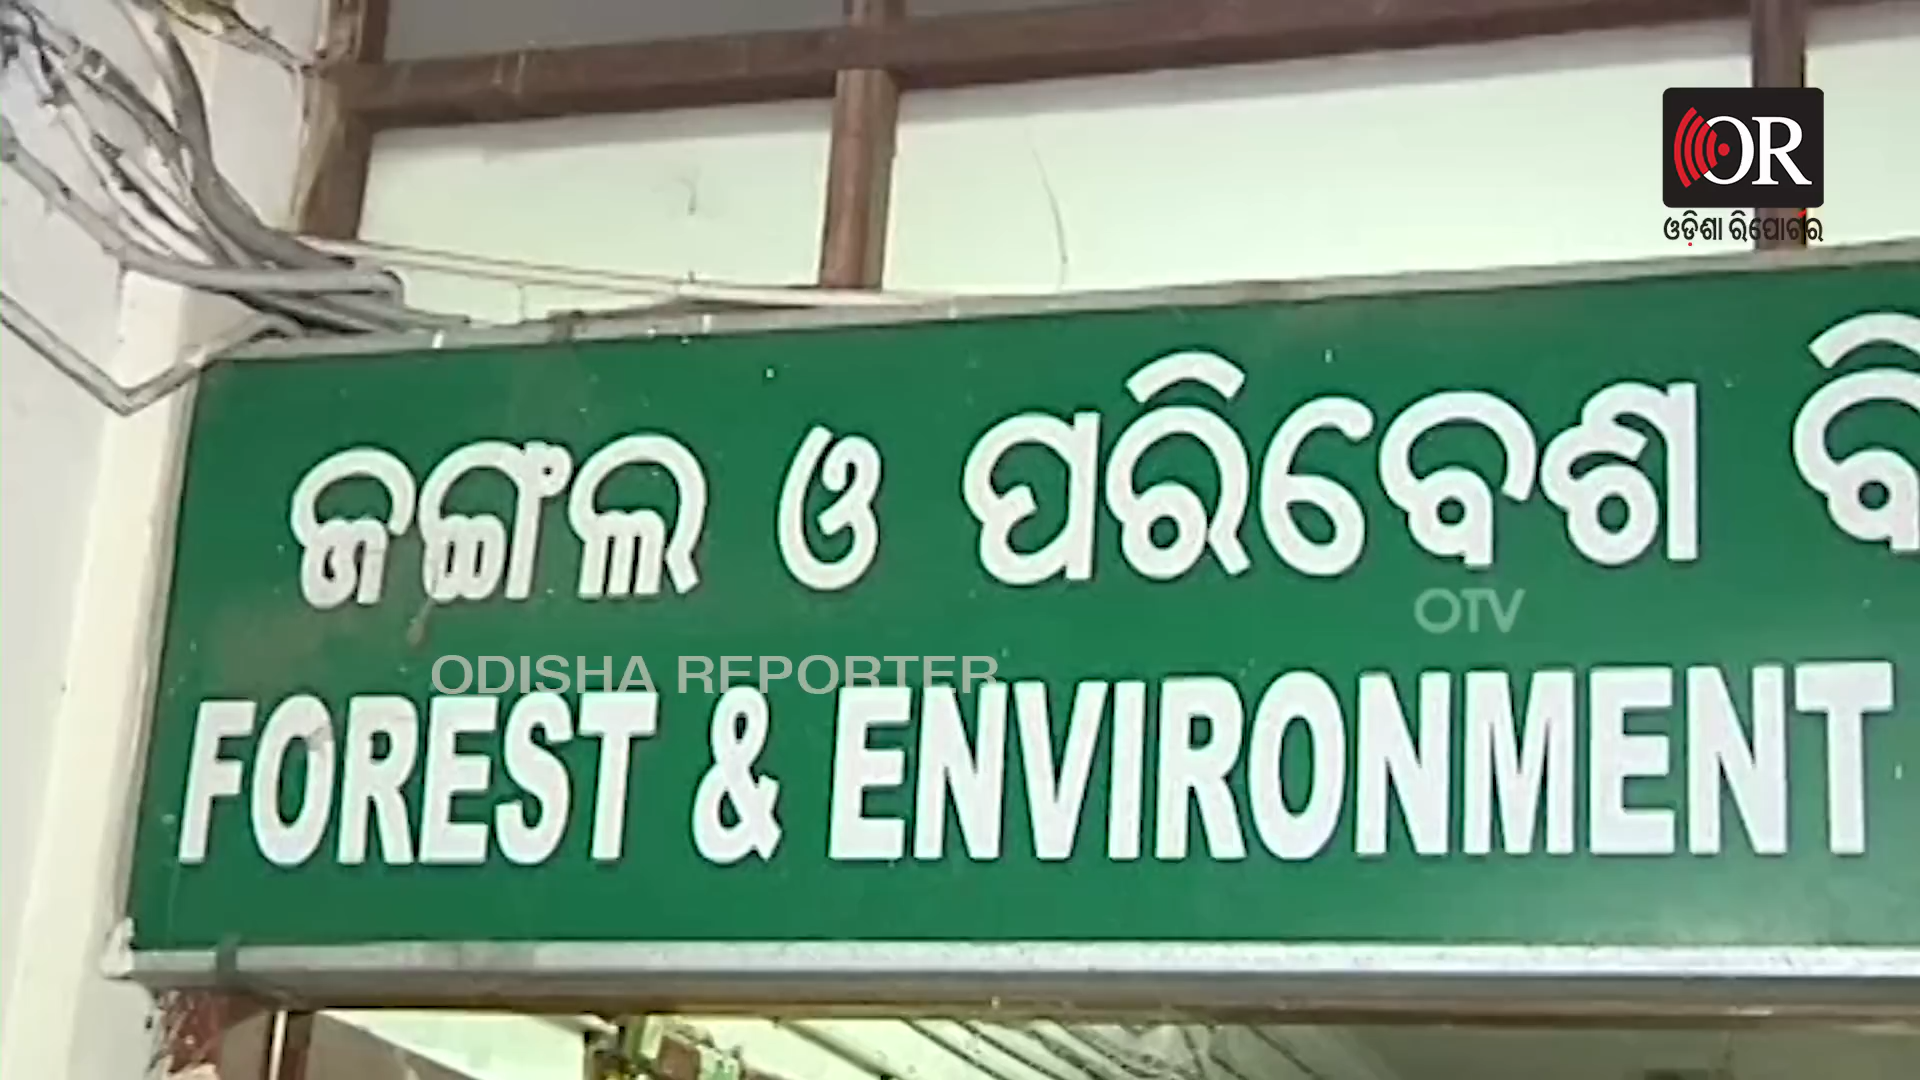 OR
ଓଡ଼ିଶା ରିପୋର୍ଟର
ଜଙ୍ଗଲ ଓ ପରିବେଶ ବି
OTV
ODISHA REPORTER
FOREST & ENVIRONMENT